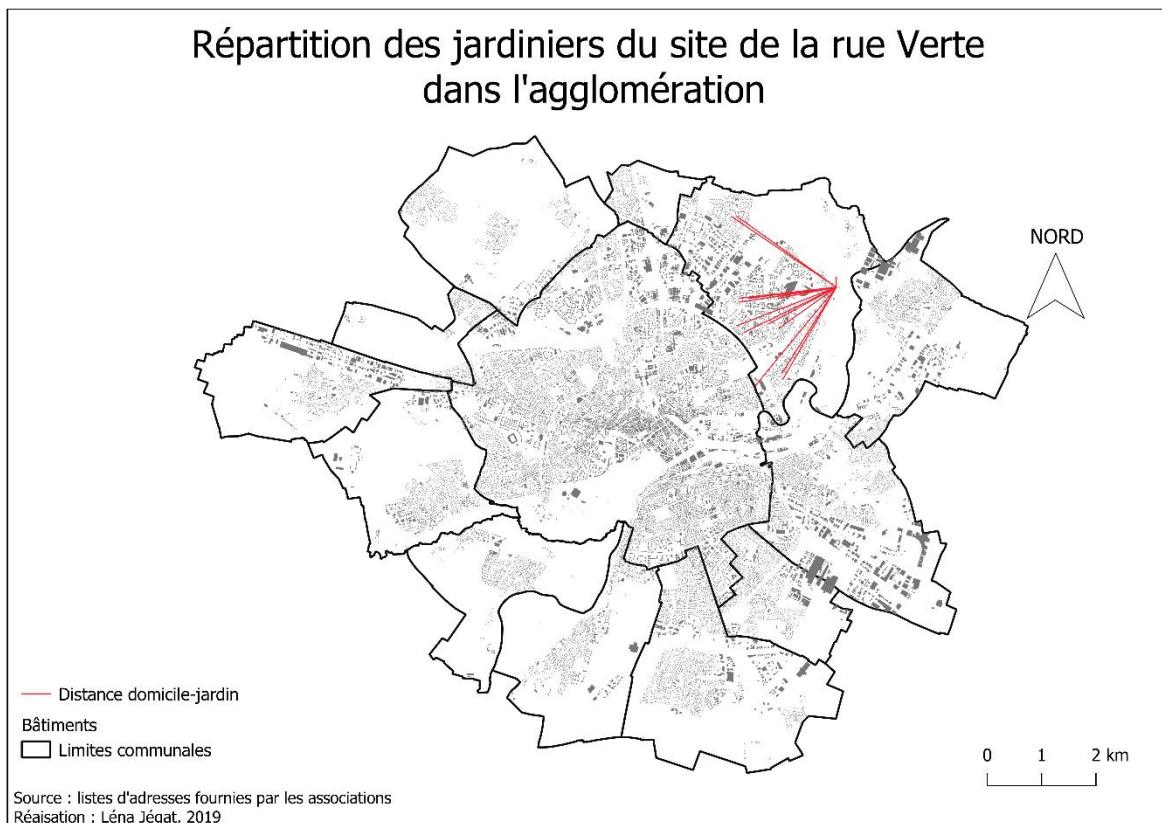 Répartition des jardiniers du site de la rue Verte
dans l'agglomération
NORD
Distance domicile-jardin
Bâtiments
Limites communales
0 1 2 km
Source : listes d'adresses fournies par les associations
Réaisation : Léna Jégat, 2019